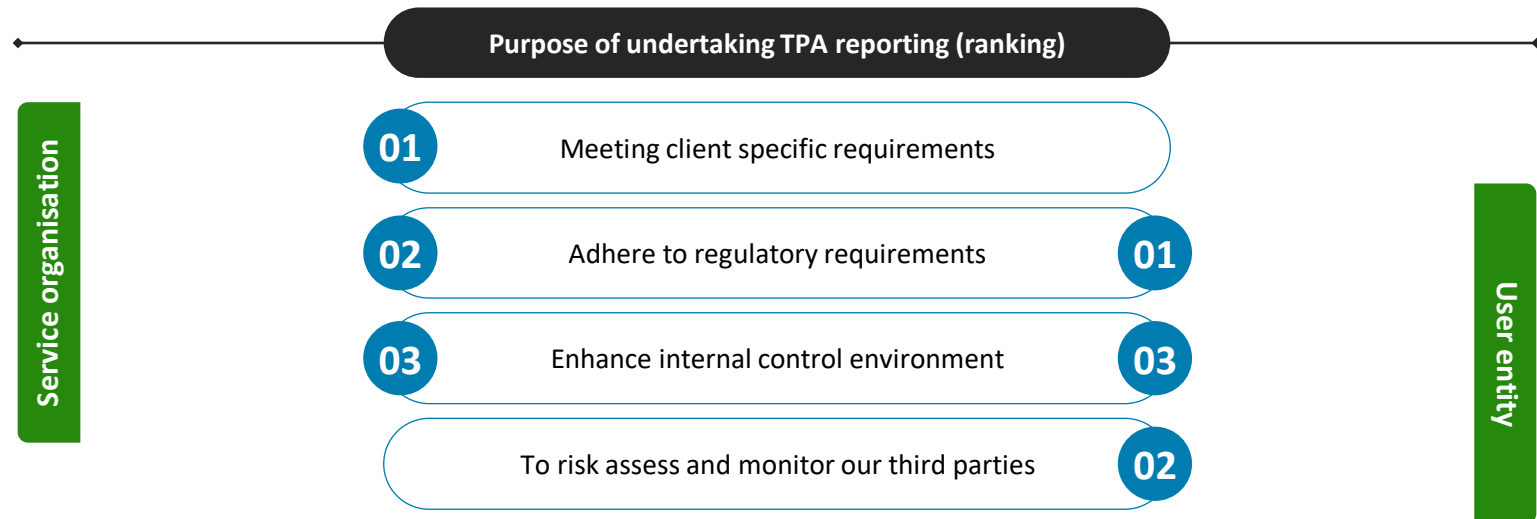 Purpose of undertaking TPA reporting (ranking)
Service organisation
01
Meeting client specific requirements
02
Adhere to regulatory requirements
01
03
Enhance internal control environment
03
To risk assess and monitor our third parties
02
User entity